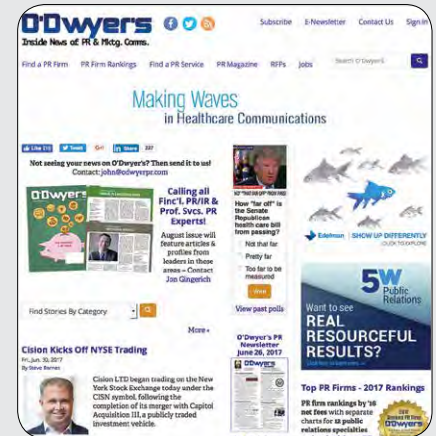 O'Dwyer's
Inside News of PR & Mktg. Comms.
Subscribe E-Newsletter Contact Us Sign In
Find a PR Firm PR Firm Rankings Find a PR Service PR Magazine RFPs Jobs
Search O'Dwyer's
Making Waves
in Healthcare Communications
Like Tweet G+ Share
Not seeing your news on O'Dwyer's? Then send it to us!
Contact: john@odwyerpr.com
O'Dwyer's
Calling all
Finc'l. PR/IR &
Prof. Svcs. PR
Experts!
August issue will
feature articles &
profiles from
leaders in these
areas – Contact
Jon Gingerich
How "far off" is
the Senate
Republican
health care bill
from passing?
Not that far
Pretty far
Too far to be
measured
Vote
View past polls
Edelman | SHOW UP DIFFERENTLY
CLICK TO EXPLORE
5W
Public
Relations
Want to see
REAL
RESOURCEFUL
RESULTS?
Find Stories By Category
More
Cision Kicks Off NYSE Trading
Fri., Jun. 30, 2017
By Steve Barnes
Cision LTD began trading on the New
York Stock Exchange today under the
CISN symbol, following the
completion of its merger with Capitol
Acquisition III, a publicly traded
investment vehicle.
O'Dwyer's PR
Newsletter
June 26, 2017
Top PR Firms - 2017 Rankings
PR firm rankings by '16
net fees with separate
charts for 12 public
relations specialties
O'Dwyer's